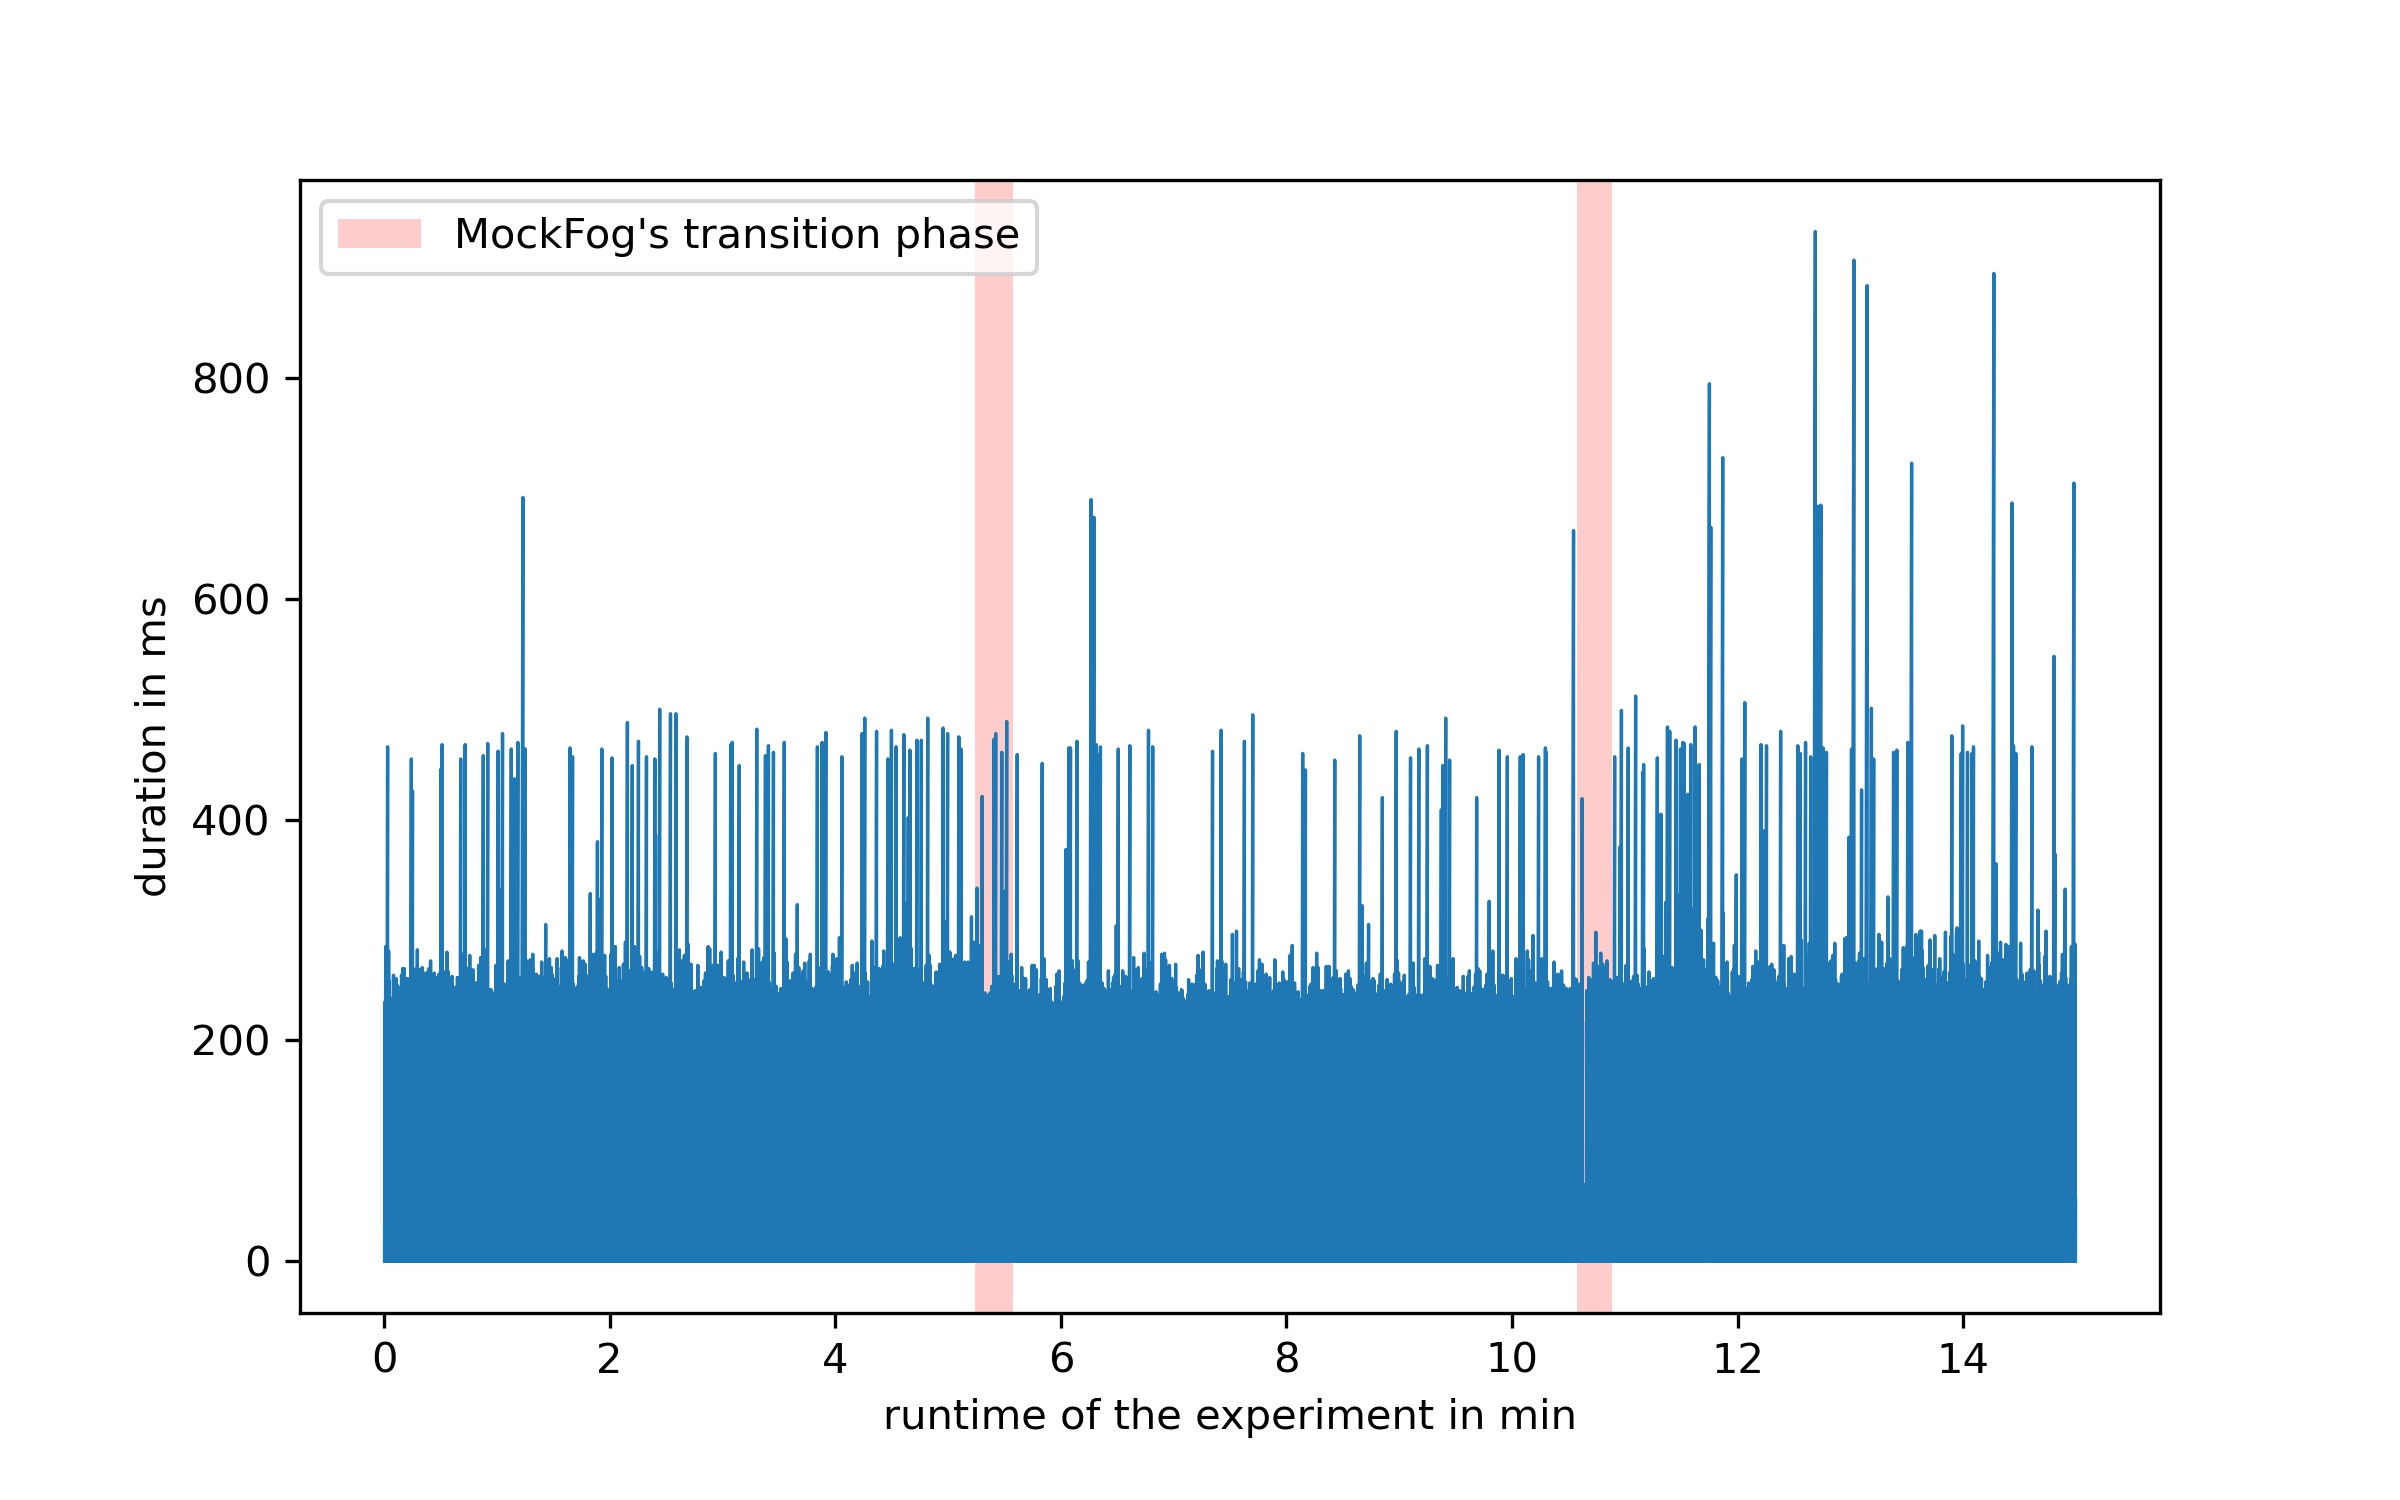 MockFog's transition phase
800
600
400
200
0
duration in ms
0 2 4 6 8 10 12 14
runtime of the experiment in min